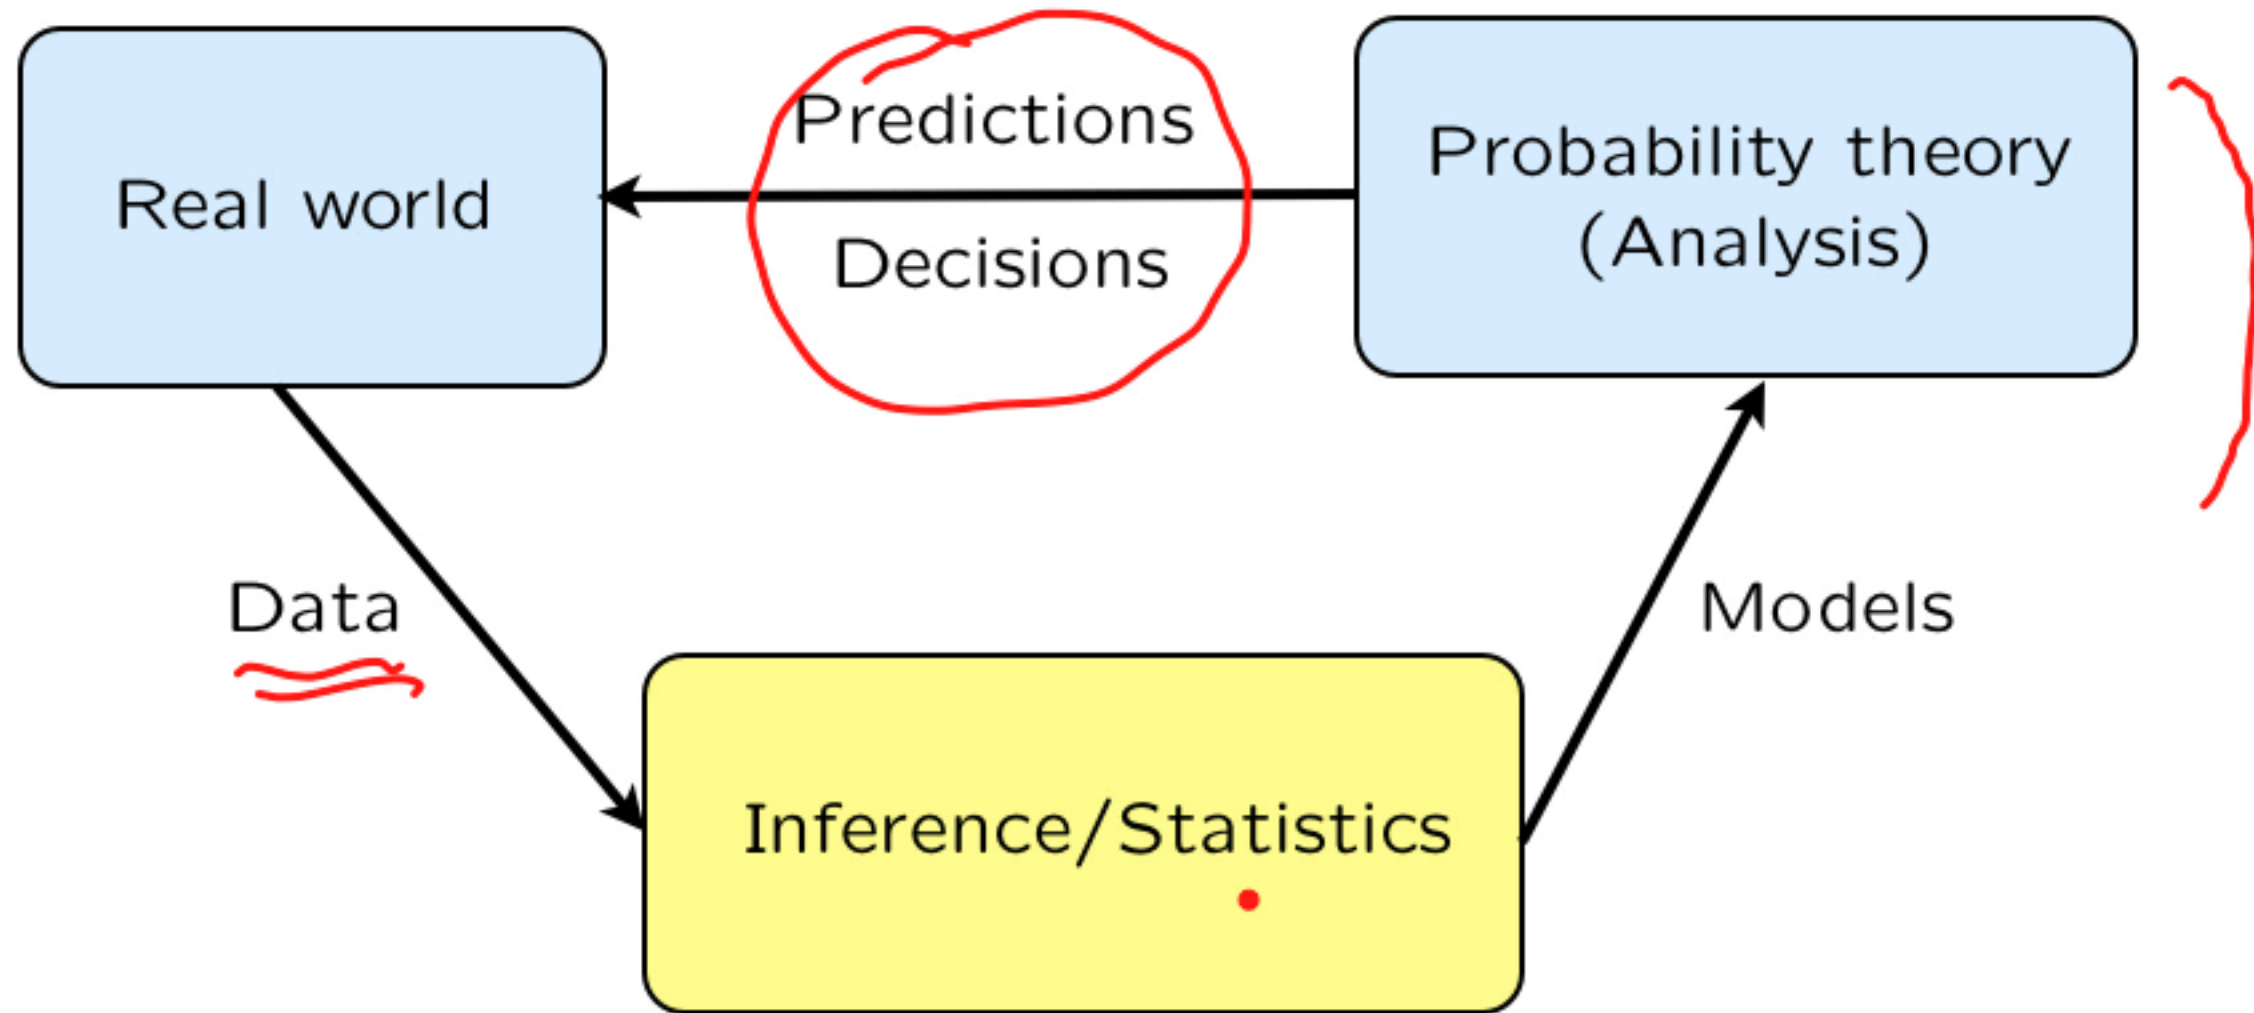 Predictions
Probability theory
Real world
(Analysis)
Decisions
Data
Models
Inference/Statistics